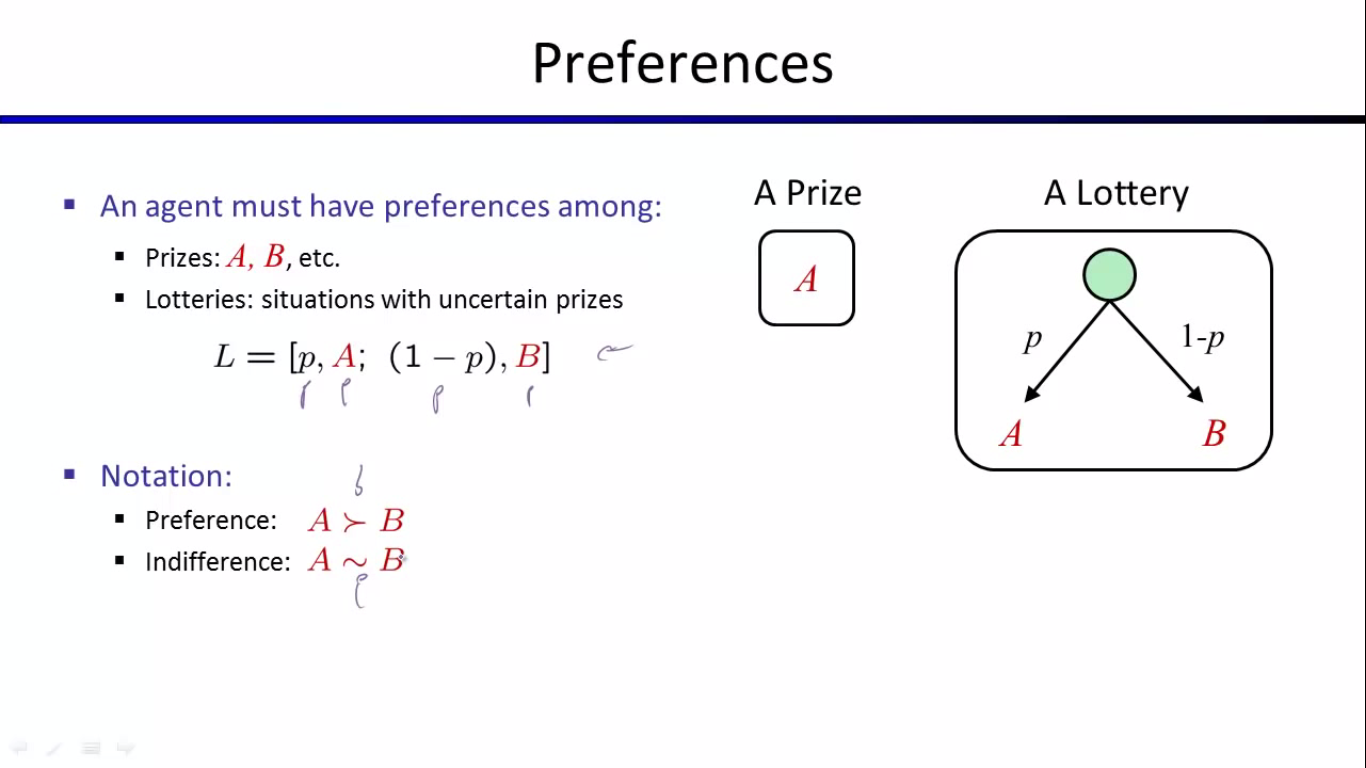 Preferences
An agent must have preferences among:
Prizes: A, B, etc.
Lotteries: situations with uncertain prizes
L = [p, A; (1 − p), B]
Notation:
Preference: A ≻ B
Indifference: A ∼ B
A Prize
A
A Lottery
p 1-p
A B